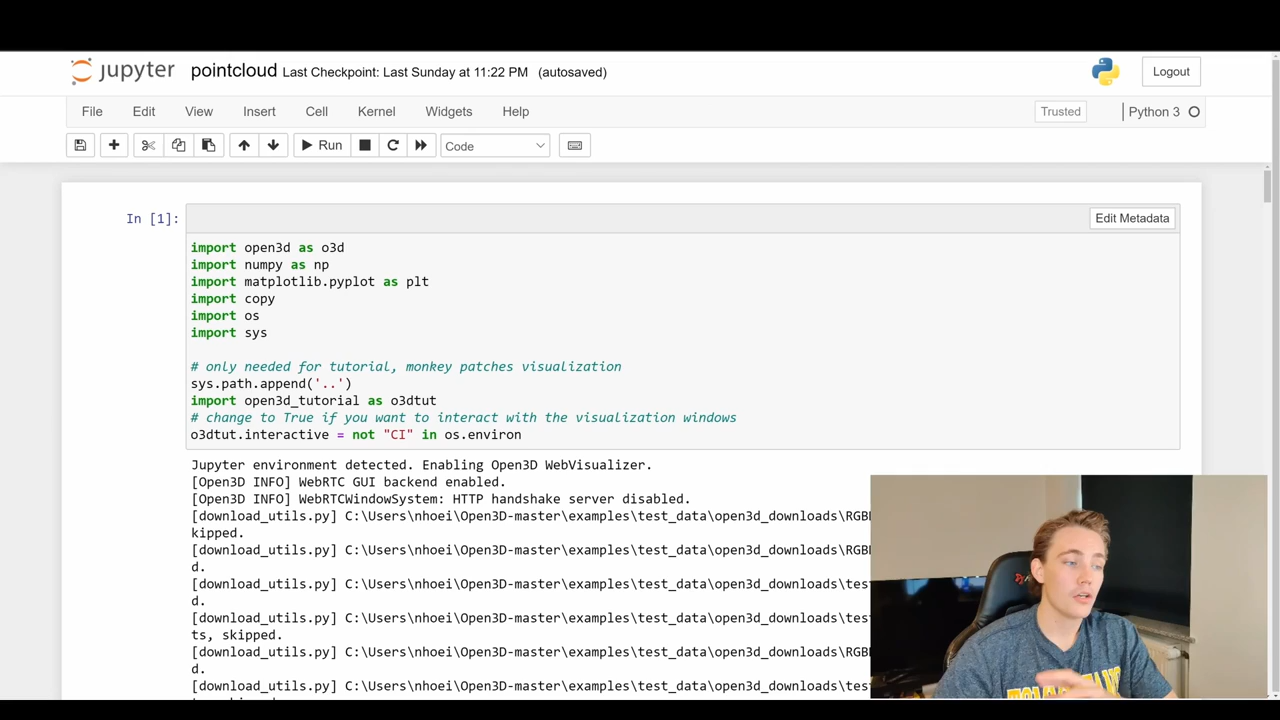 jupyter pointcloud Last Checkpoint: Last Sunday at 11:22 PM (autosaved)
Logout
File Edit View Insert Cell Kernel Widgets Help
Trusted
Python 3
Run
Code
In [1]:
Edit Metadata
import open3d as o3d
import numpy as np
import matplotlib.pyplot as plt
import copy
import os
import sys
# only needed for tutorial, monkey patches visualization
sys.path.append('..')
import open3d_tutorial as o3dtut
# change to True if you want to interact with the visualization windows
o3dtut.interactive = not "CI" in os.environ
Jupyter environment detected. Enabling Open3D WebVisualizer.
[Open3D INFO] WebRTC GUI backend enabled.
[Open3D INFO] WebRTCWindowSystem: HTTP handshake server disabled.
[download_utils.py] C:\Users\nhoei\Open3D-master\examples\test_data\open3d_downloads\RGB
kipped.
[download_utils.py] C:\Users\nhoei\Open3D-master\examples\test_data\open3d_downloads\RGB
d.
[download_utils.py] C:\Users\nhoei\Open3D-master\examples\test_data\open3d_downloads\tes
d.
[download_utils.py] C:\Users\nhoei\Open3D-master\examples\test_data\open3d_downloads\tes
ts, skipped.
[download_utils.py] C:\Users\nhoei\Open3D-master\examples\test_data\open3d_downloads\tes
d.
[download_utils.py] C:\Users\nhoei\Open3D-master\examples\test_data\open3d_downloads\tes